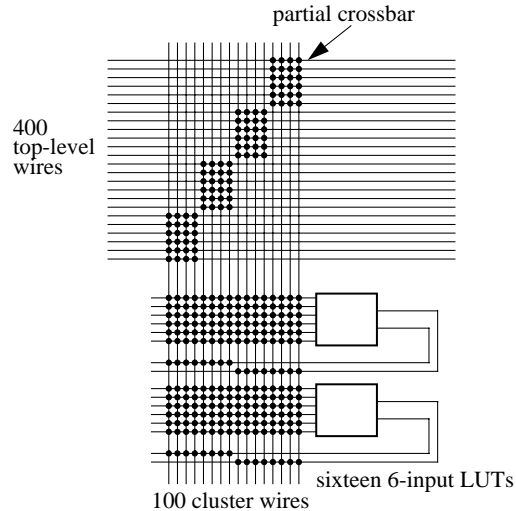 partial crossbar
400
top-level
wires
sixteen 6-input LUTs
100 cluster wires